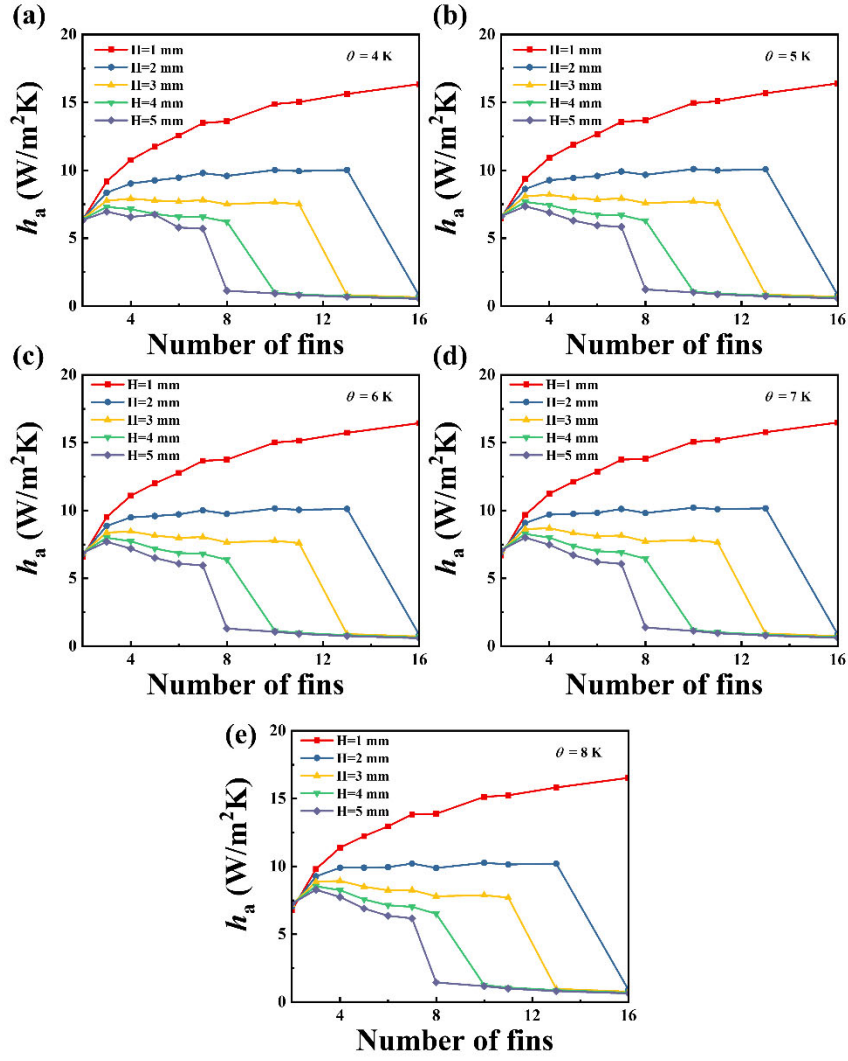 (a)
20
15
10
5
0
H=1 mm
H=2 mm
H=3 mm
H=4 mm
H=5 mm
θ = 4 K
hₐ (W/m²K)
4 8 12 16
Number of fins
(b)
20
15
10
5
0
H=1 mm
H=2 mm
H=3 mm
H=4 mm
H=5 mm
θ = 5 K
hₐ (W/m²K)
4 8 12 16
Number of fins
(c)
20
15
10
5
0
H=1 mm
H=2 mm
H=3 mm
H=4 mm
H=5 mm
θ = 6 K
hₐ (W/m²K)
4 8 12 16
Number of fins
(d)
20
15
10
5
0
H=1 mm
H=2 mm
H=3 mm
H=4 mm
H=5 mm
θ = 7 K
hₐ (W/m²K)
4 8 12 16
Number of fins
(e)
20
15
10
5
0
H=1 mm
H=2 mm
H=3 mm
H=4 mm
H=5 mm
θ = 8 K
hₐ (W/m²K)
4 8 12 16
Number of fins